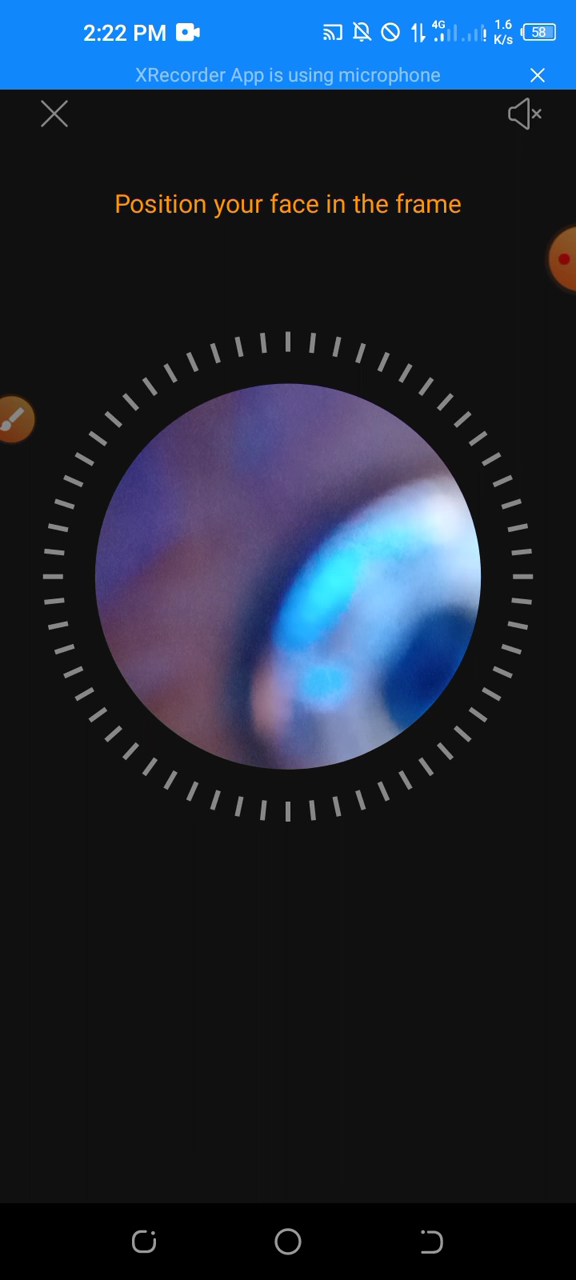 2:22 PM
4G
1.6
K/s
58
XRecorder App is using microphone
Position your face in the frame